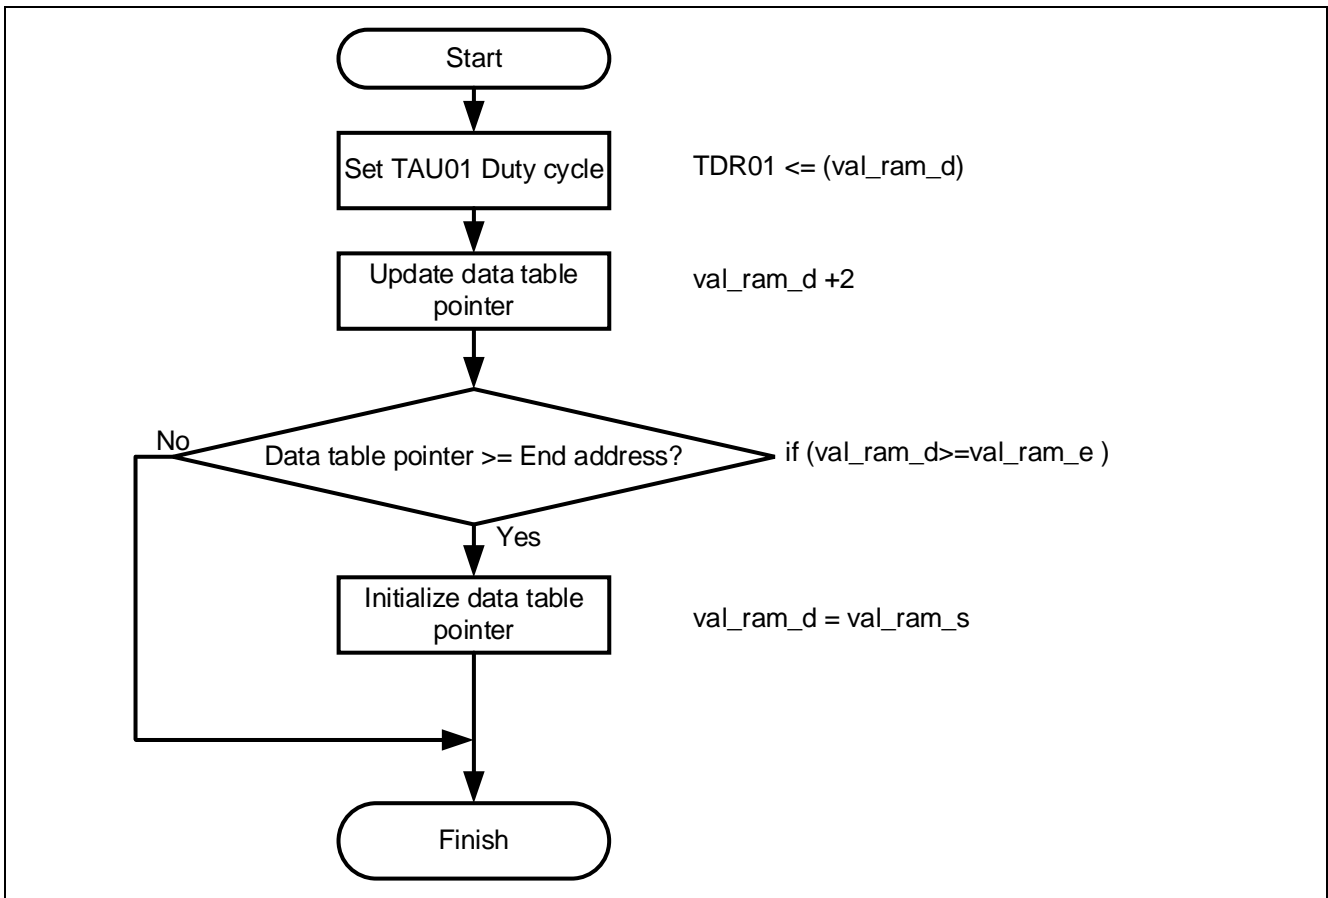 Start
Set TAU01 Duty cycle
TDR01 <= (val_ram_d)
Update data table
pointer
val_ram_d +2
No
Data table pointer >= End address?
if (val_ram_d>=val_ram_e )
Yes
Initialize data table
pointer
val_ram_d = val_ram_s
Finish